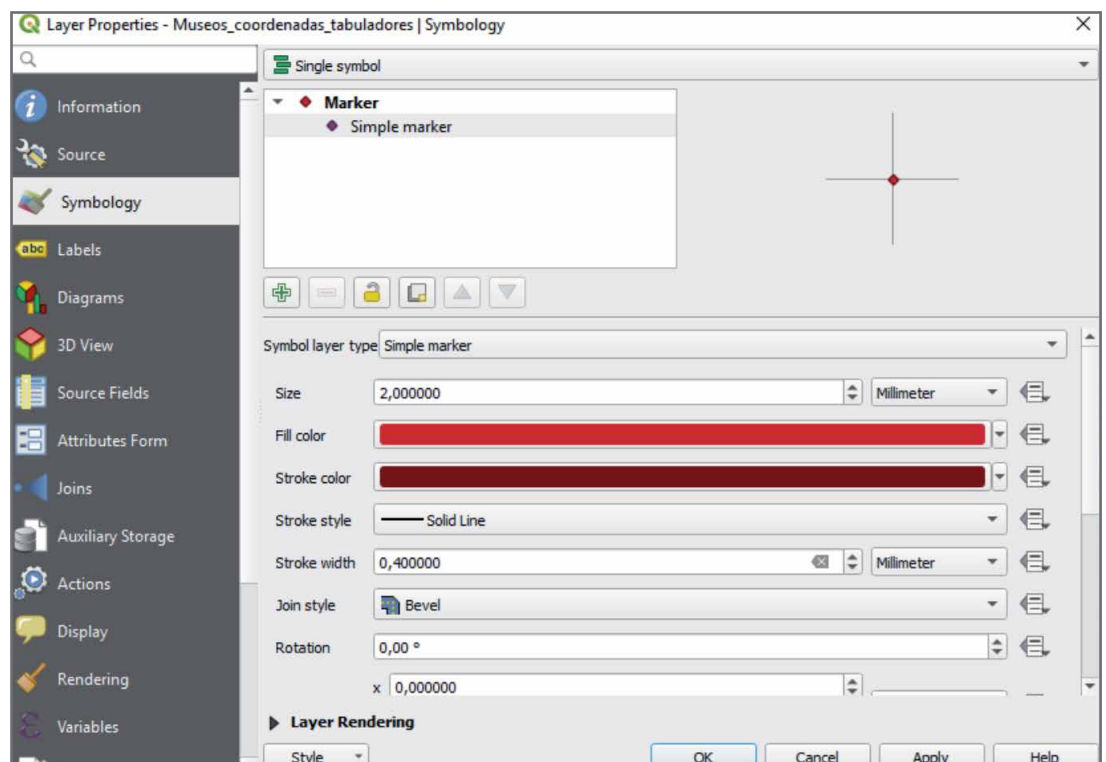 Layer Properties - Museos_coordenadas_tabuladores | Symbology
Information
Source
Symbology
abc Labels
Diagrams
3D View
Source Fields
Attributes Form
Joins
Auxiliary Storage
Actions
Display
Rendering
Variables
Single symbol
Marker
Simple marker
Symbol layer type Simple marker
Size 2,000000 Millimeter
Fill color
Stroke color
Stroke style Solid Line
Stroke width 0,400000 Millimeter
Join style Bevel
Rotation 0,00 °
x 0,000000
Layer Rendering
Style OK Cancel Apply Help